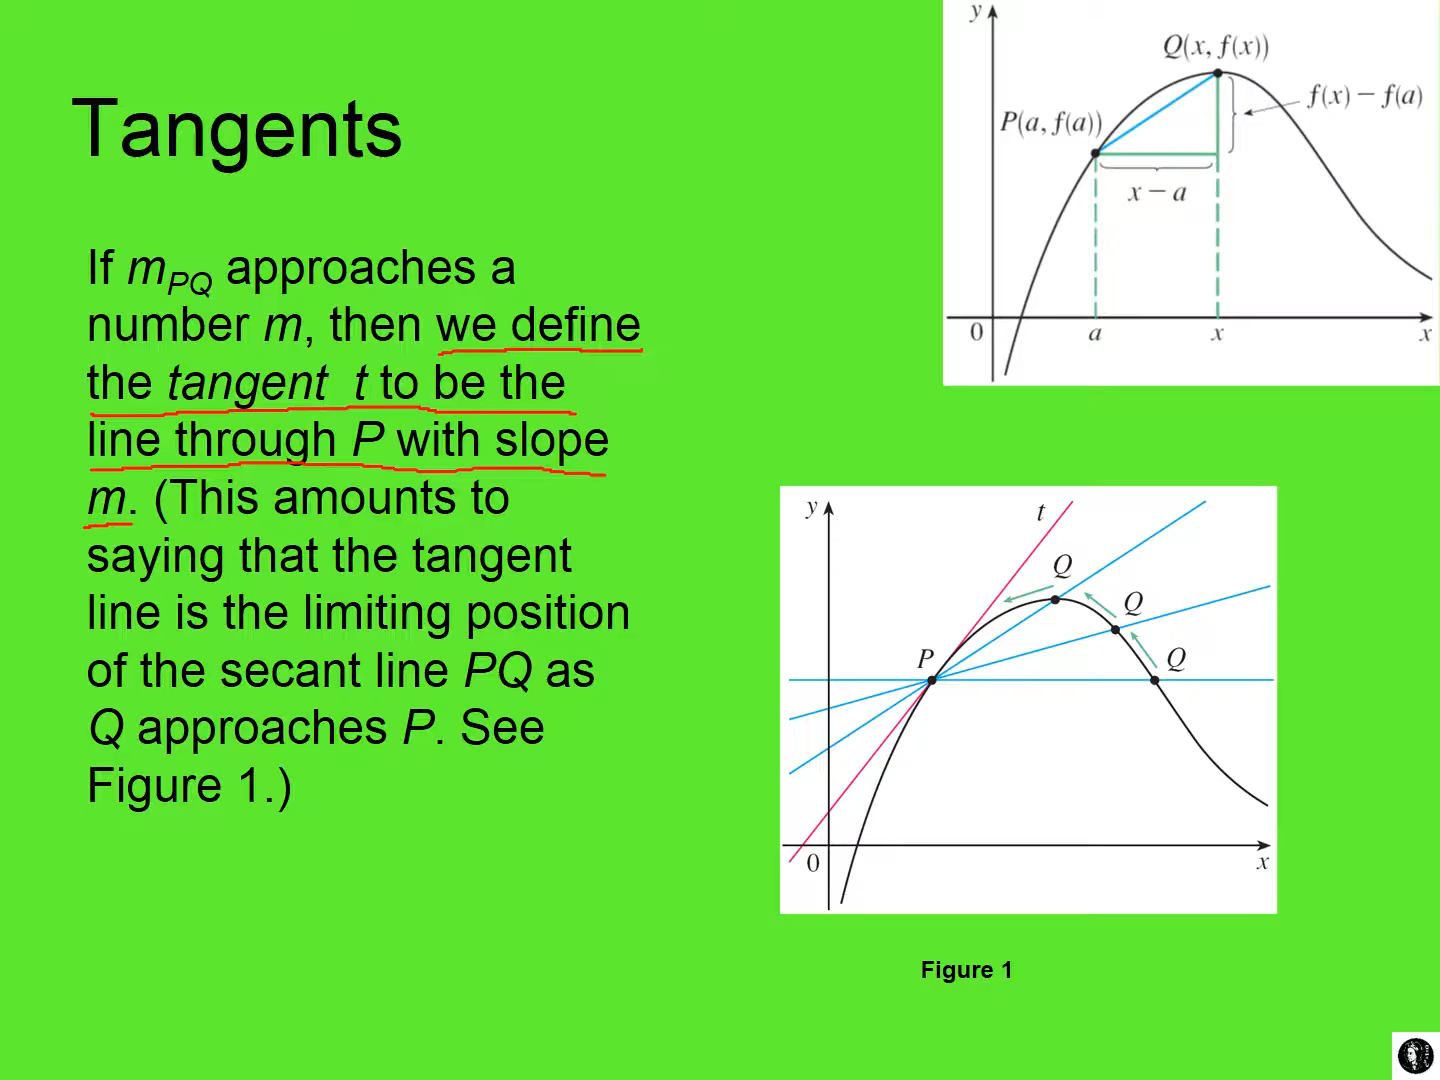 Tangents
If mPQ approaches a
number m, then we define
the tangent t to be the
line through P with slope
m. (This amounts to
saying that the tangent
line is the limiting position
of the secant line PQ as
Q approaches P. See
Figure 1.)
y
Q(x, f(x))
f(x) − f(a)
P(a, f(a))
x − a
0
a
x
x
y
t
Q
Q
P
Q
0
x
Figure 1